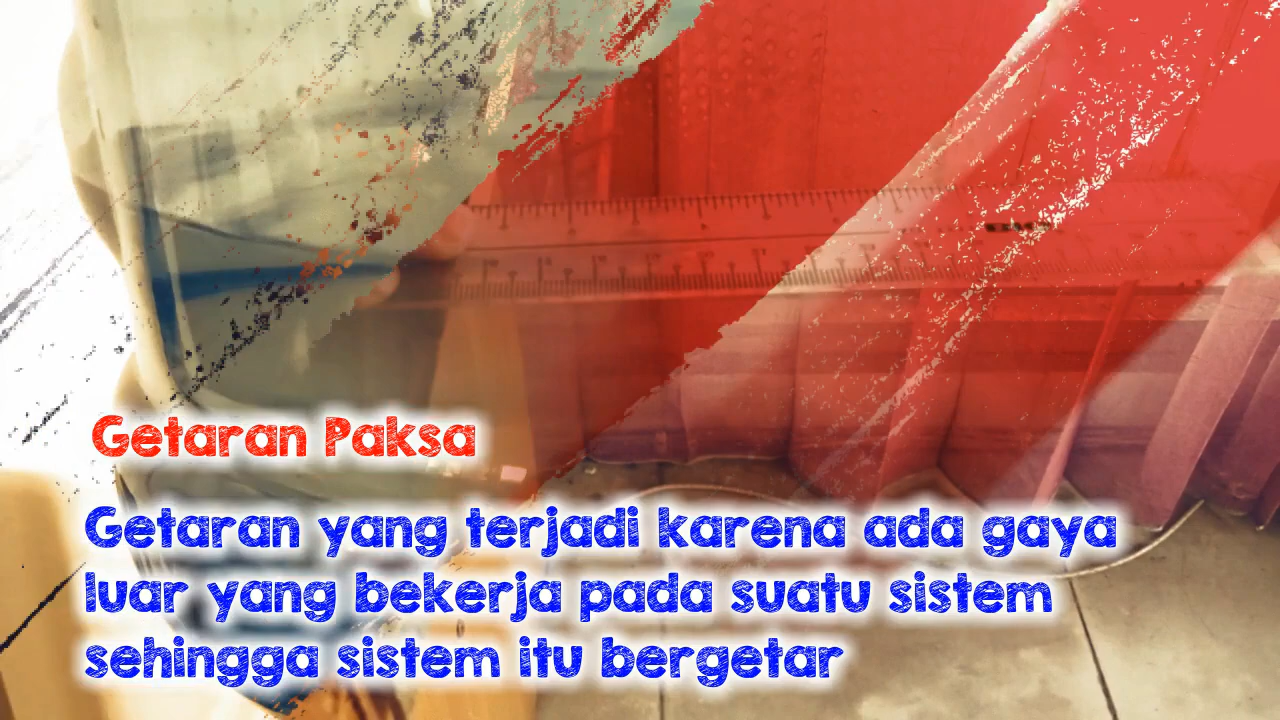 Getaran Paksa
Getaran yang terjadi karena ada gaya
luar yang bekerja pada suatu sistem
sehingga sistem itu bergetar